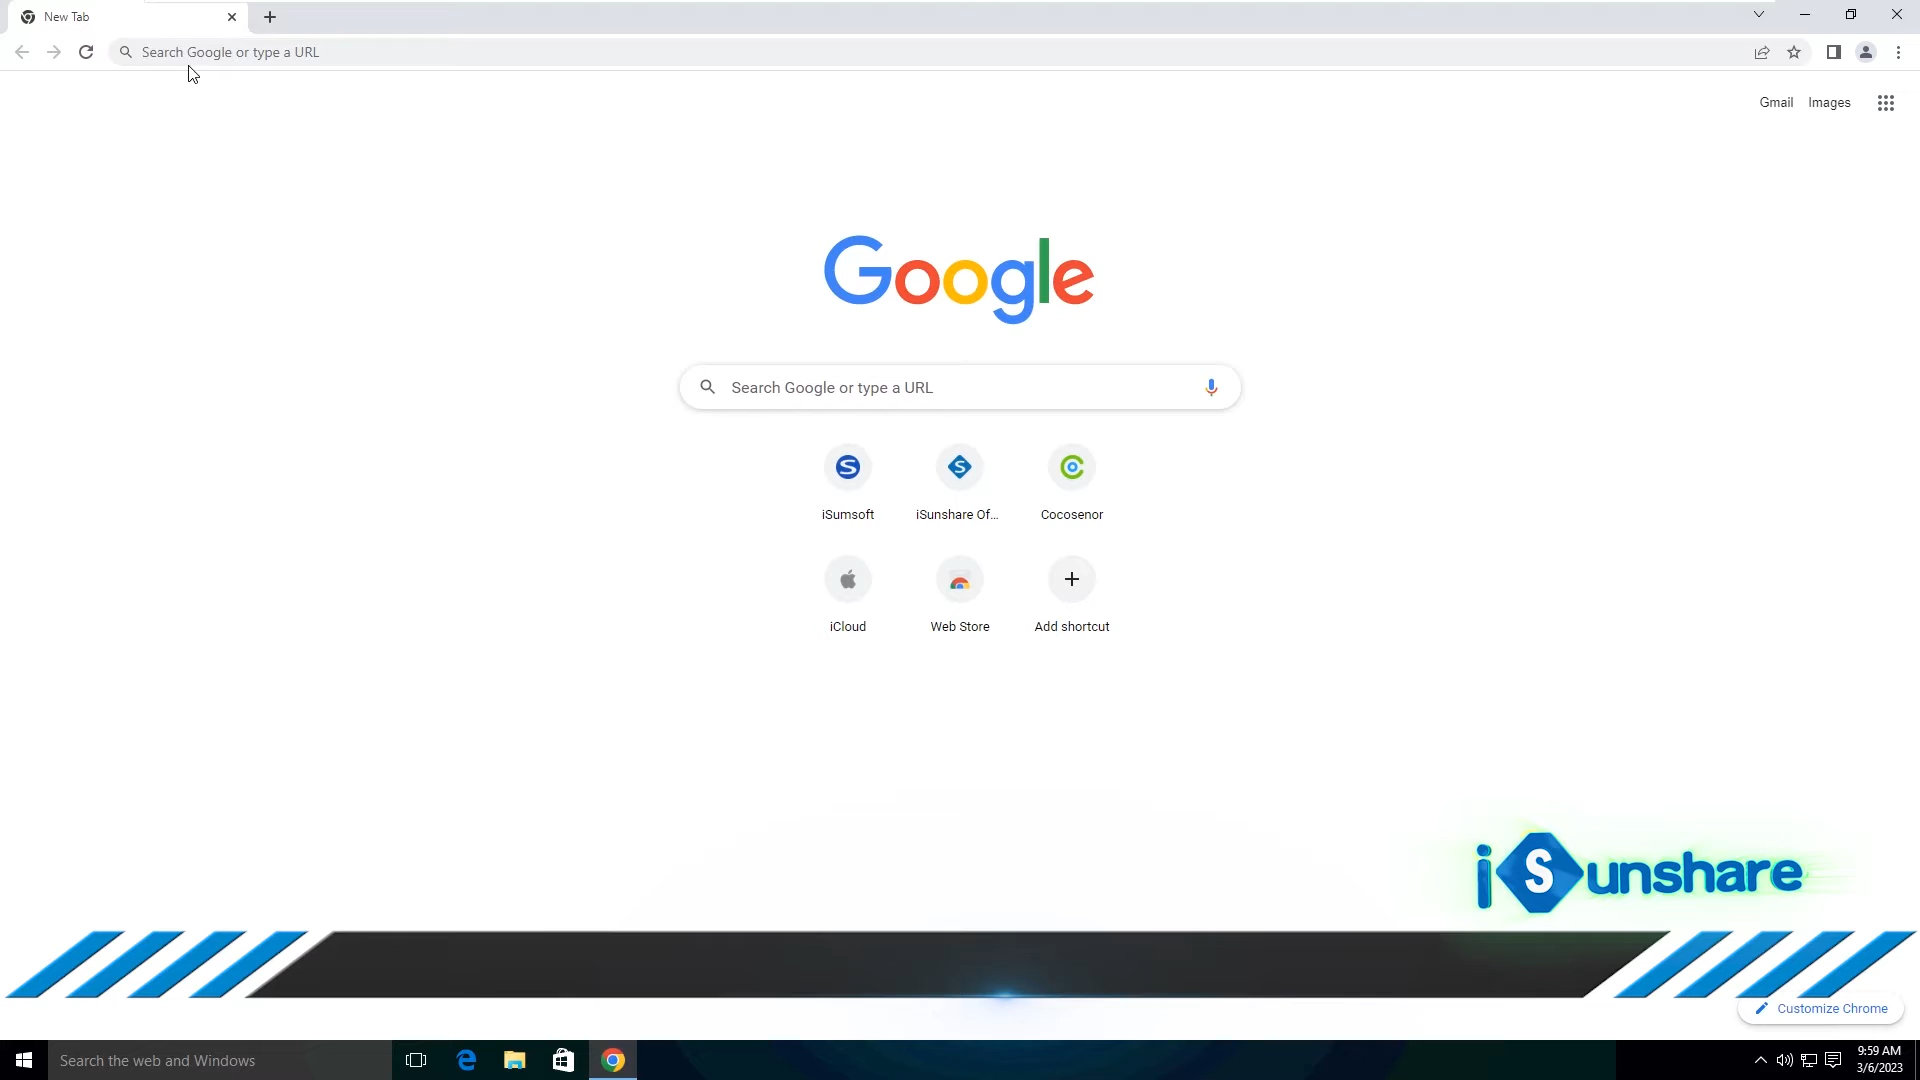 New Tab
Search Google or type a URL
Gmail Images
Google
Search Google or type a URL
iSumsoft iSunshare Of... Cocosenor
iCloud Web Store Add shortcut
iSunshare
Customize Chrome
Search the web and Windows
9:59 AM
3/6/2023